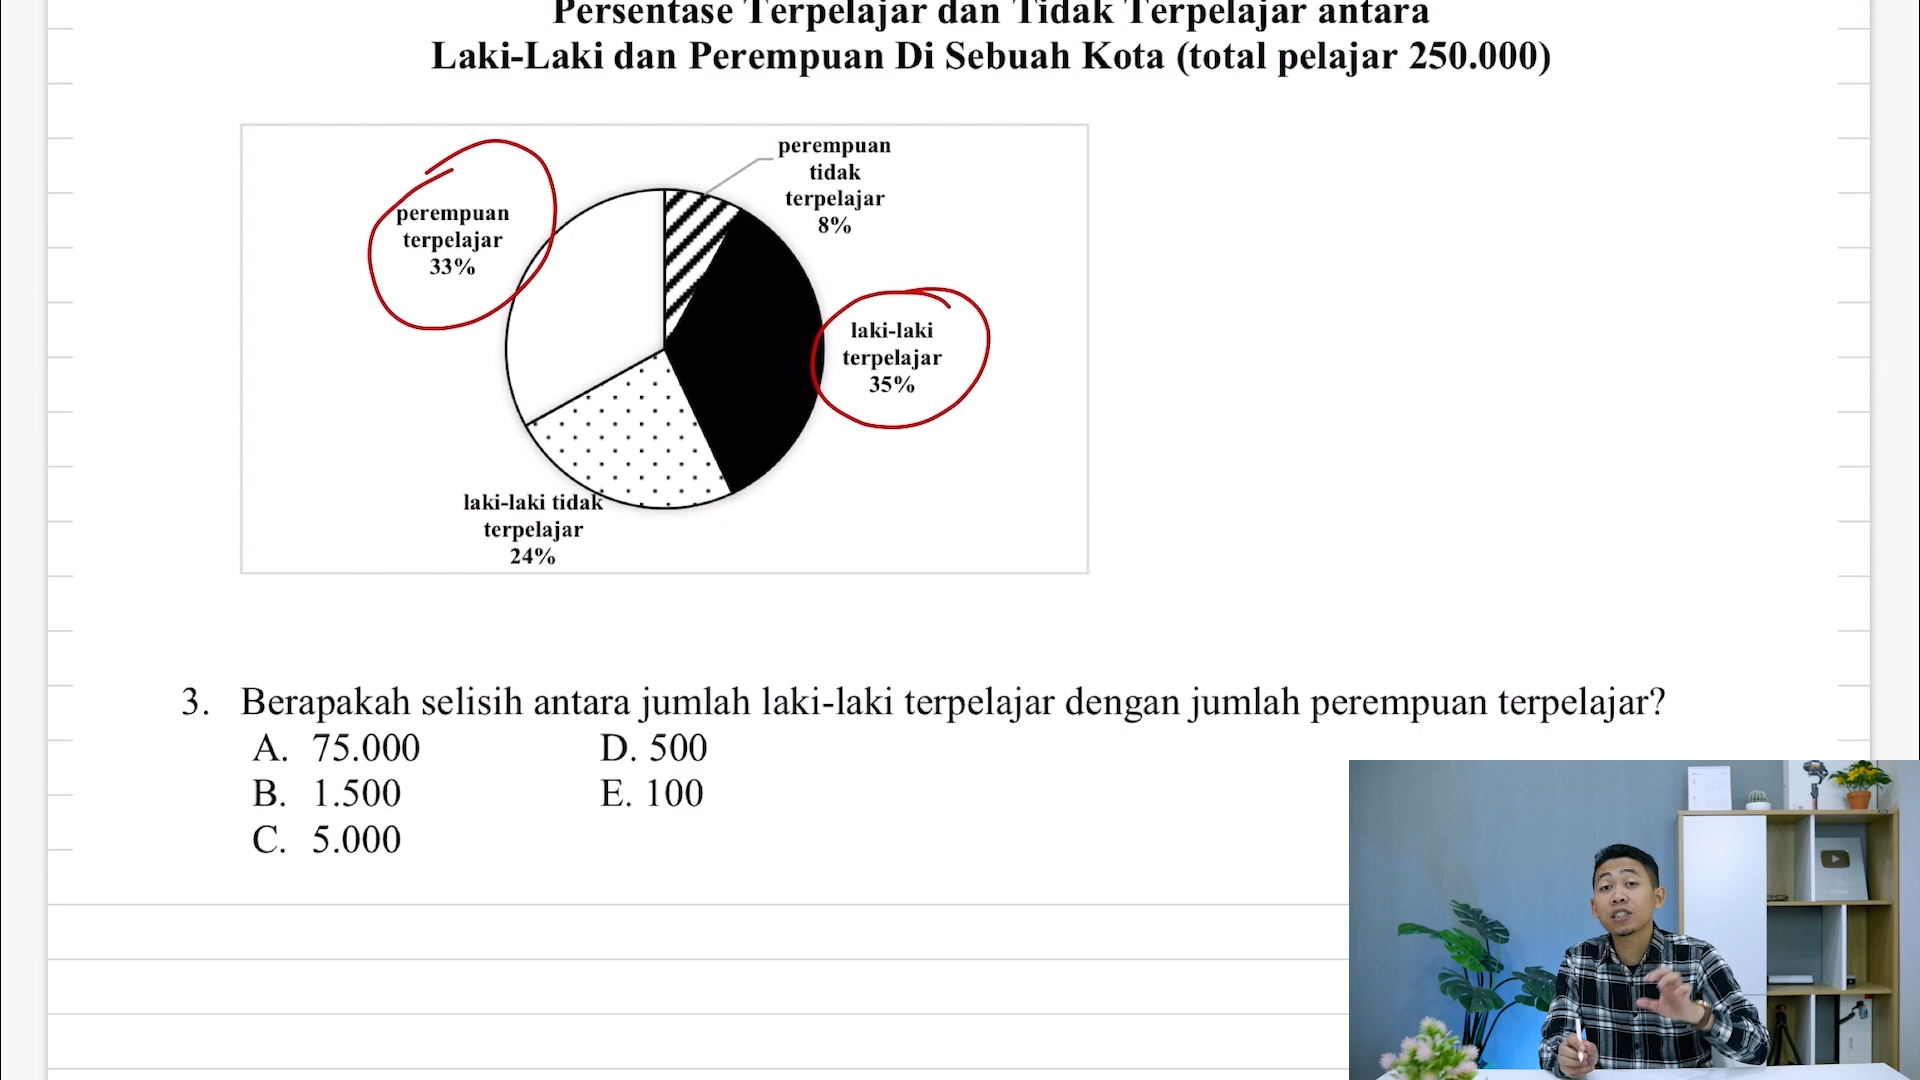 Persentase Terpelajar dan Tidak Terpelajar antara
Laki-Laki dan Perempuan Di Sebuah Kota (total pelajar 250.000)
perempuan
tidak
terpelajar
8%
perempuan
terpelajar
33%
laki-laki
terpelajar
35%
laki-laki tidak
terpelajar
24%
3. Berapakah selisih antara jumlah laki-laki terpelajar dengan jumlah perempuan terpelajar?
A. 75.000
B. 1.500
C. 5.000
D. 500
E. 100